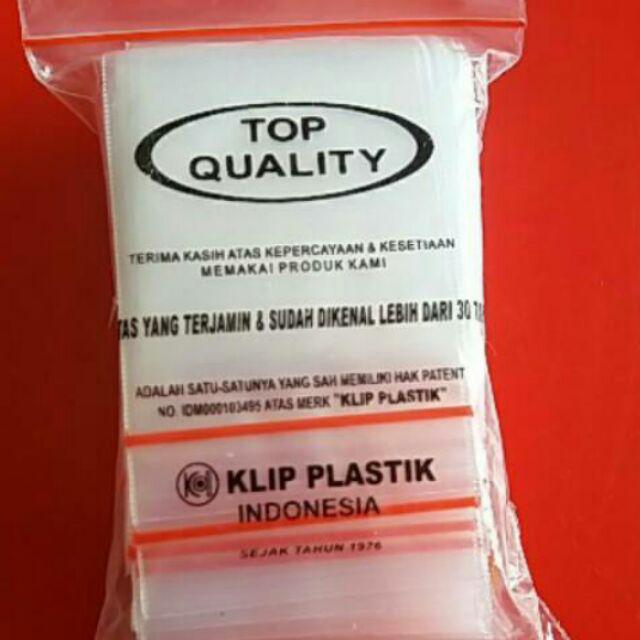 TOP
QUALITY
TERIMA KASIH ATAS KEPERCAYAAN & KESETIAAN
MEMAKAI PRODUK KAMI
TAS YANG TERJAMIN & SUDAH DIKENAL LEBIH DARI 30
ADALAH SATU-SATUNYA YANG SAH MEMILIKI HAK PATENT
NO. IDM000103495 ATAS MERK "KLIP PLASTIK"
KLIP PLASTIK
INDONESIA
SEJAK TAHUN 1976